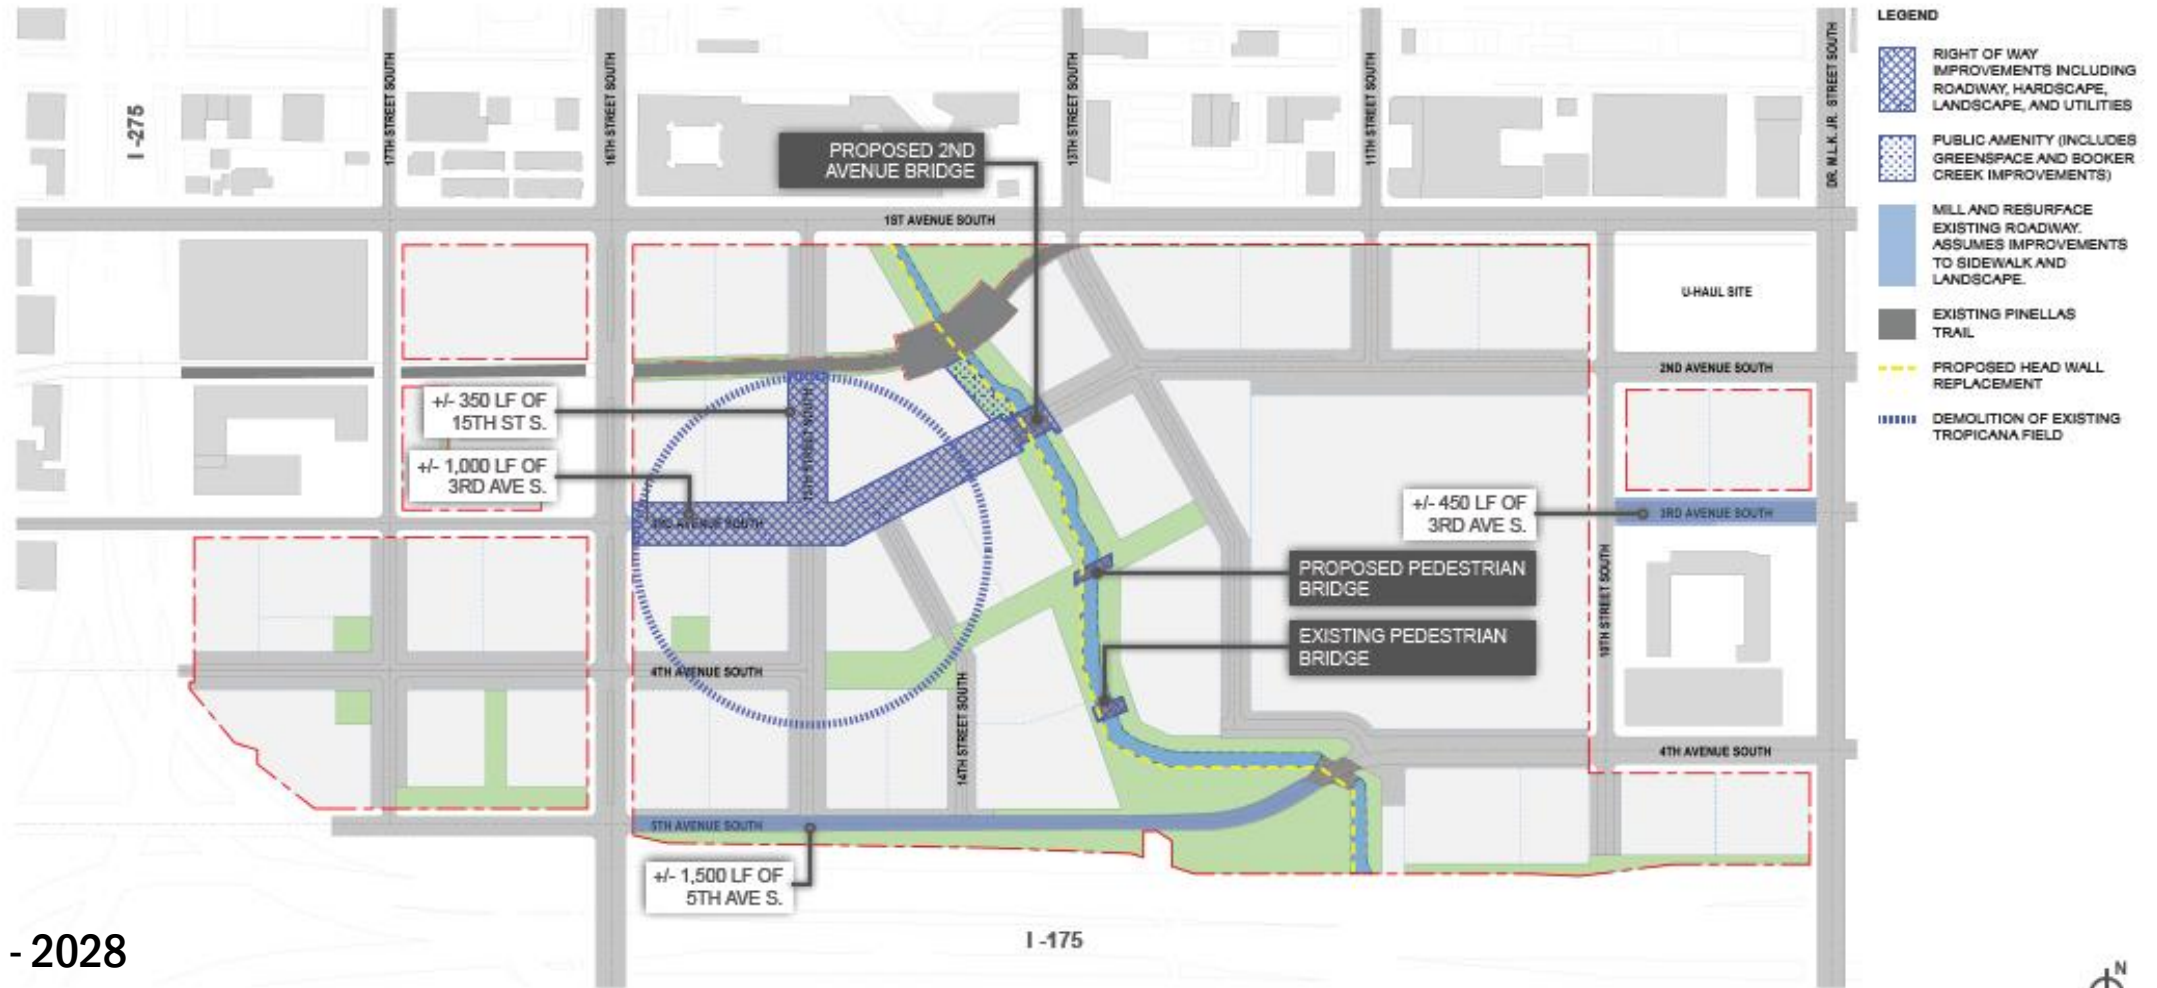 LEGEND
RIGHT OF WAY
IMPROVEMENTS INCLUDING
ROADWAY, HARDSCAPE,
LANDSCAPE, AND UTILITIES
PUBLIC AMENITY (INCLUDES
GREENSPACE AND BOOKER
CREEK IMPROVEMENTS)
MILL AND RESURFACE
EXISTING ROADWAY.
ASSUMES IMPROVEMENTS
TO SIDEWALK AND
LANDSCAPE.
EXISTING PINELLAS
TRAIL
PROPOSED HEAD WALL
REPLACEMENT
DEMOLITION OF EXISTING
TROPICANA FIELD
I-275
17TH STREET SOUTH
16TH STREET SOUTH
13TH STREET SOUTH
11TH STREET SOUTH
DR. M.L.K. JR. STREET SOUTH
PROPOSED 2ND
AVENUE BRIDGE
1ST AVENUE SOUTH
U-HAUL SITE
2ND AVENUE SOUTH
+/- 350 LF OF
15TH ST S.
15TH STREET SOUTH
+/- 1,000 LF OF
3RD AVE S.
3RD AVENUE SOUTH
+/- 450 LF OF
3RD AVE S.
3RD AVENUE SOUTH
PROPOSED PEDESTRIAN
BRIDGE
EXISTING PEDESTRIAN
BRIDGE
10TH STREET SOUTH
4TH AVENUE SOUTH
14TH STREET SOUTH
4TH AVENUE SOUTH
5TH AVENUE SOUTH
+/- 1,500 LF OF
5TH AVE S.
I -175
- 2028
N